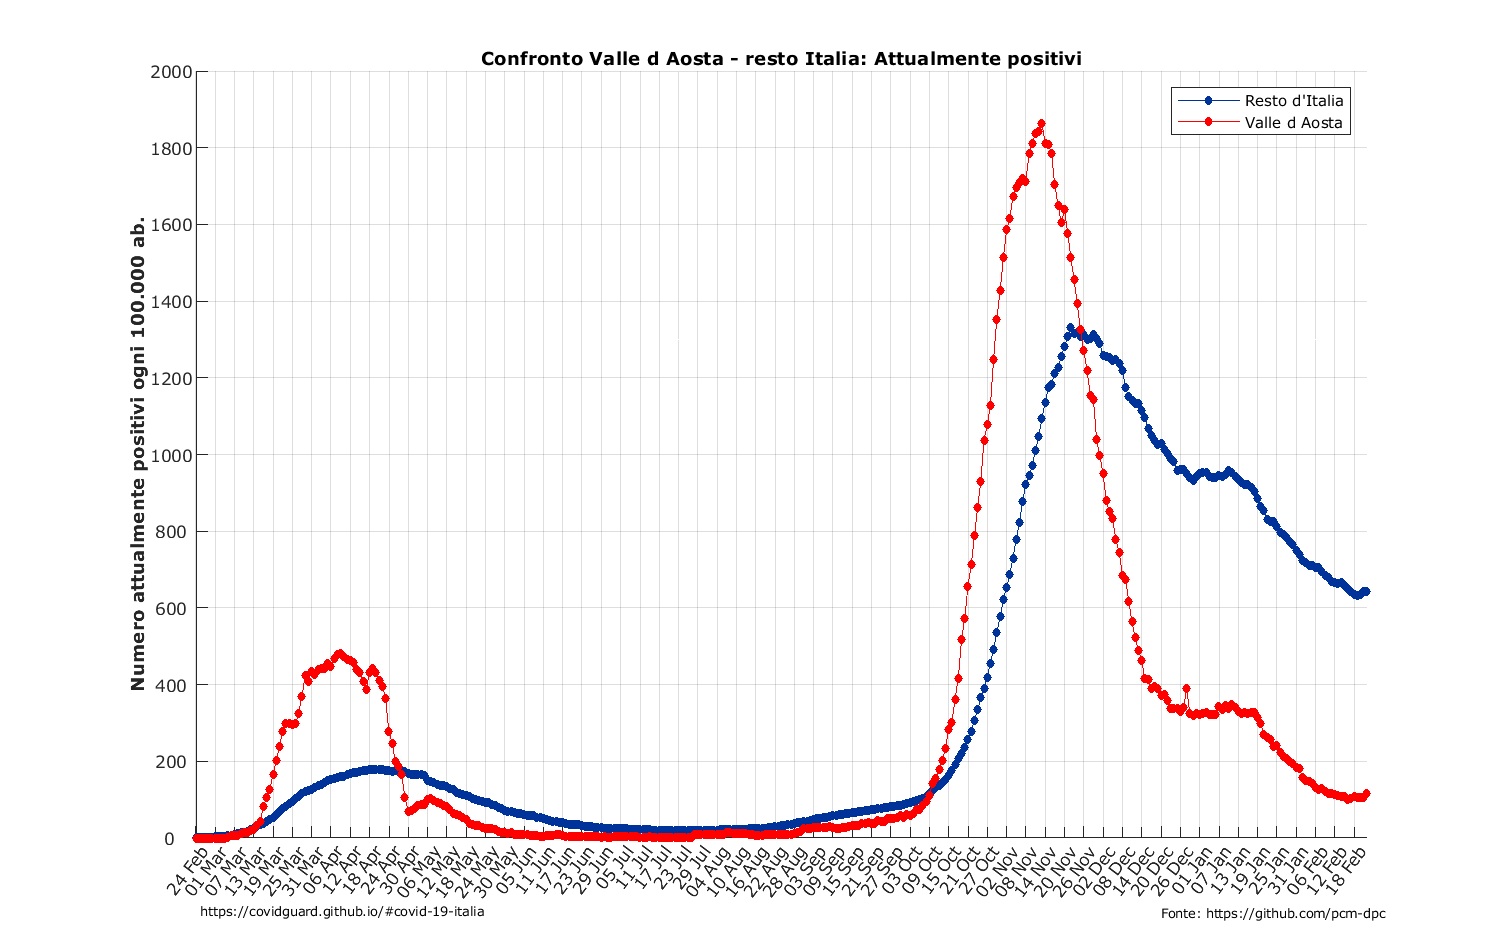 Confronto Valle d Aosta - resto Italia: Attualmente positivi
Numero attualmente positivi ogni 100.000 ab.
2000
1800
1600
1400
1200
1000
800
600
400
200
0
Resto d'Italia
Valle d Aosta
24 Feb
01 Mar
07 Mar
13 Mar
19 Mar
25 Mar
31 Mar
06 Apr
12 Apr
18 Apr
24 Apr
30 Apr
06 May
12 May
18 May
24 May
30 May
05 Jun
11 Jun
17 Jun
23 Jun
29 Jun
05 Jul
11 Jul
17 Jul
23 Jul
29 Jul
04 Aug
10 Aug
16 Aug
22 Aug
28 Aug
03 Sep
09 Sep
15 Sep
21 Sep
27 Sep
03 Oct
09 Oct
15 Oct
21 Oct
27 Oct
02 Nov
08 Nov
14 Nov
20 Nov
26 Nov
02 Dec
08 Dec
14 Dec
20 Dec
26 Dec
01 Jan
07 Jan
13 Jan
19 Jan
25 Jan
31 Jan
06 Feb
12 Feb
18 Feb
https://covidguard.github.io/#covid-19-italia
Fonte: https://github.com/pcm-dpc